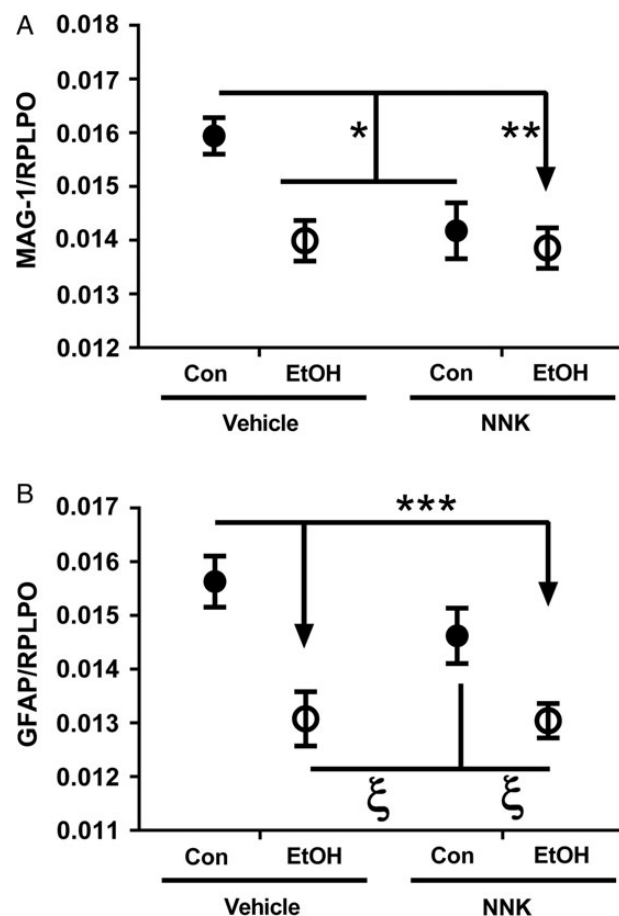 A
MAG-1/RPLPO
0.018
0.017
0.016
0.015
0.014
0.013
0.012
*
**
Con EtOH Con EtOH
Vehicle NNK
B
GFAP/RPLPO
0.017
0.016
0.015
0.014
0.013
0.012
0.011
***
ξ ξ
Con EtOH Con EtOH
Vehicle NNK